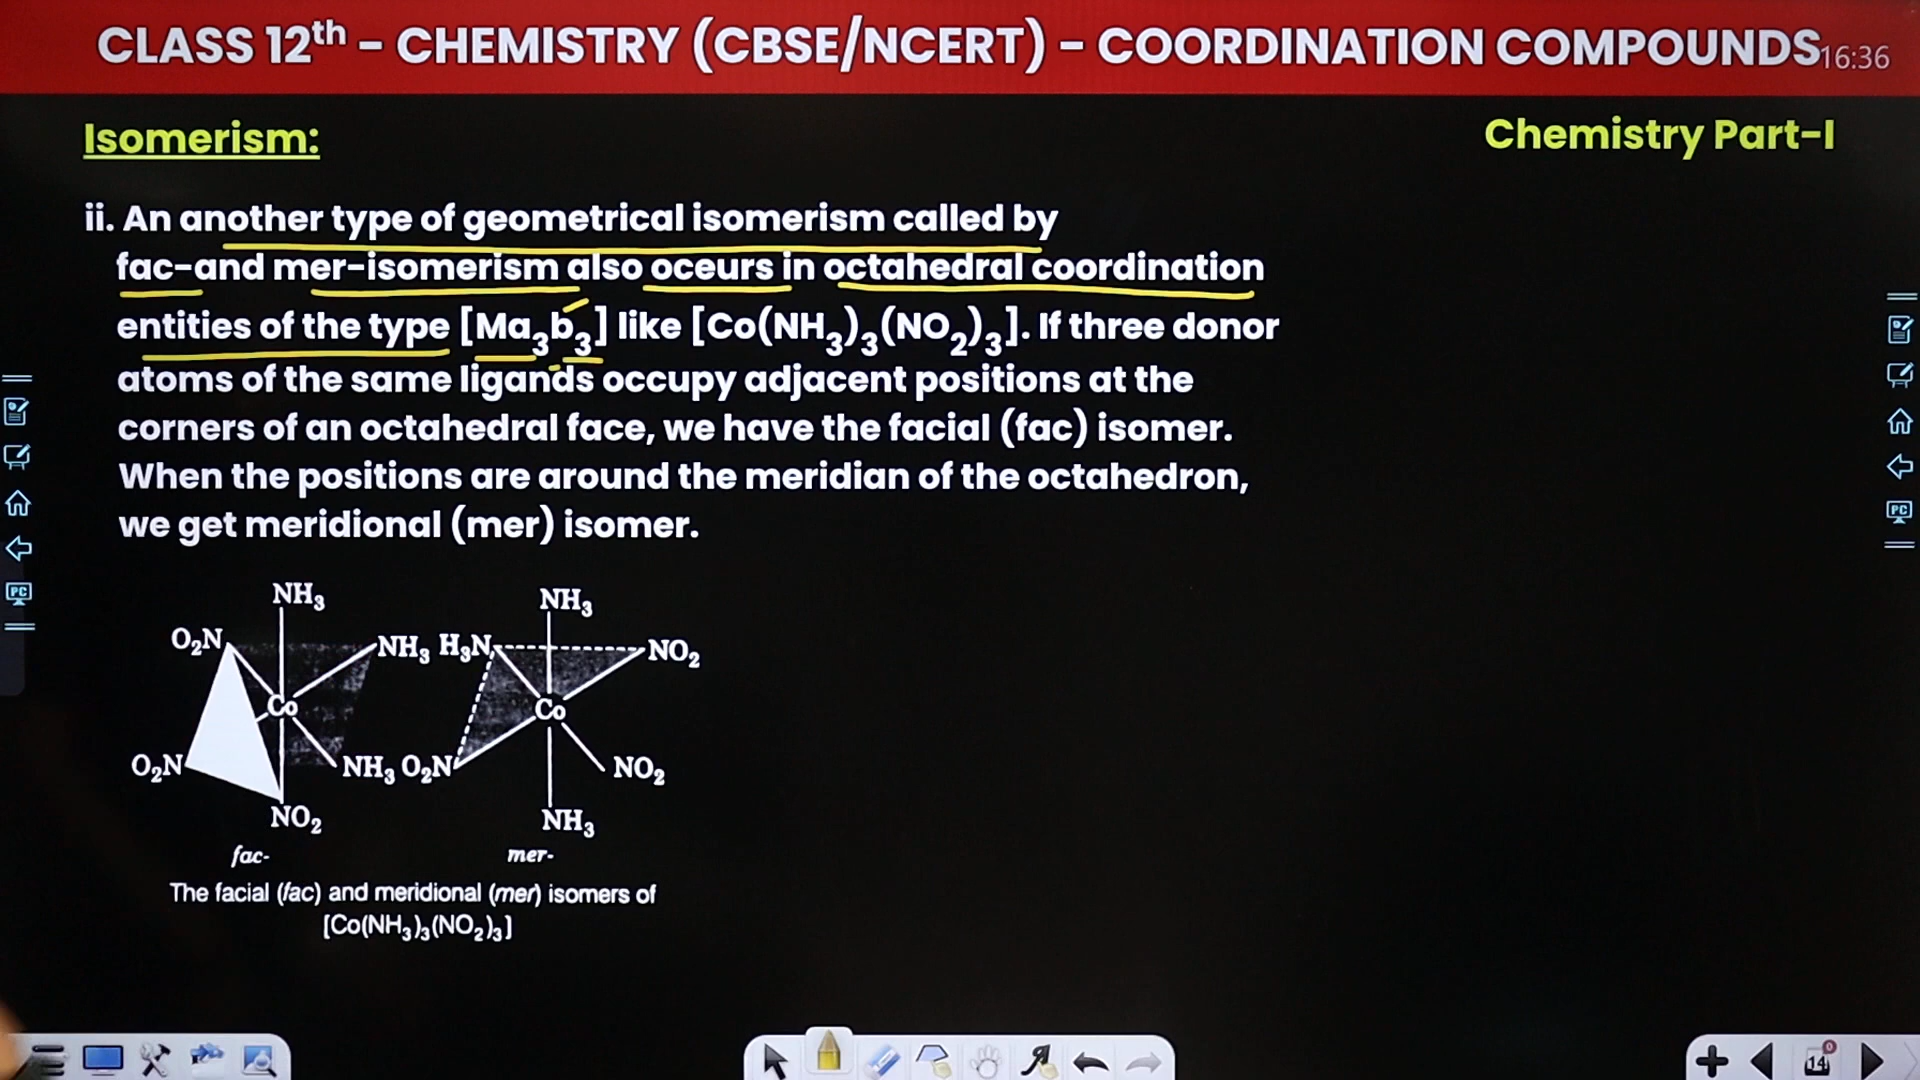 CLASS 12th - CHEMISTRY (CBSE/NCERT) - COORDINATION COMPOUNDS
16:36
Isomerism:
Chemistry Part-I
ii. An another type of geometrical isomerism called by
fac-and mer-isomerism also oceurs in octahedral coordination
entities of the type [Ma3b3] like [Co(NH3)3(NO2)3]. If three donor
atoms of the same ligands occupy adjacent positions at the
corners of an octahedral face, we have the facial (fac) isomer.
When the positions are around the meridian of the octahedron,
we get meridional (mer) isomer.
NH3
O2N
NH3
Co
O2N
NH3
NO2
fac-
NH3
H3N
NO2
Co
O2N
NO2
NH3
mer-
The facial (fac) and meridional (mer) isomers of
[Co(NH3)3(NO2)3]
PC
PC
14
0